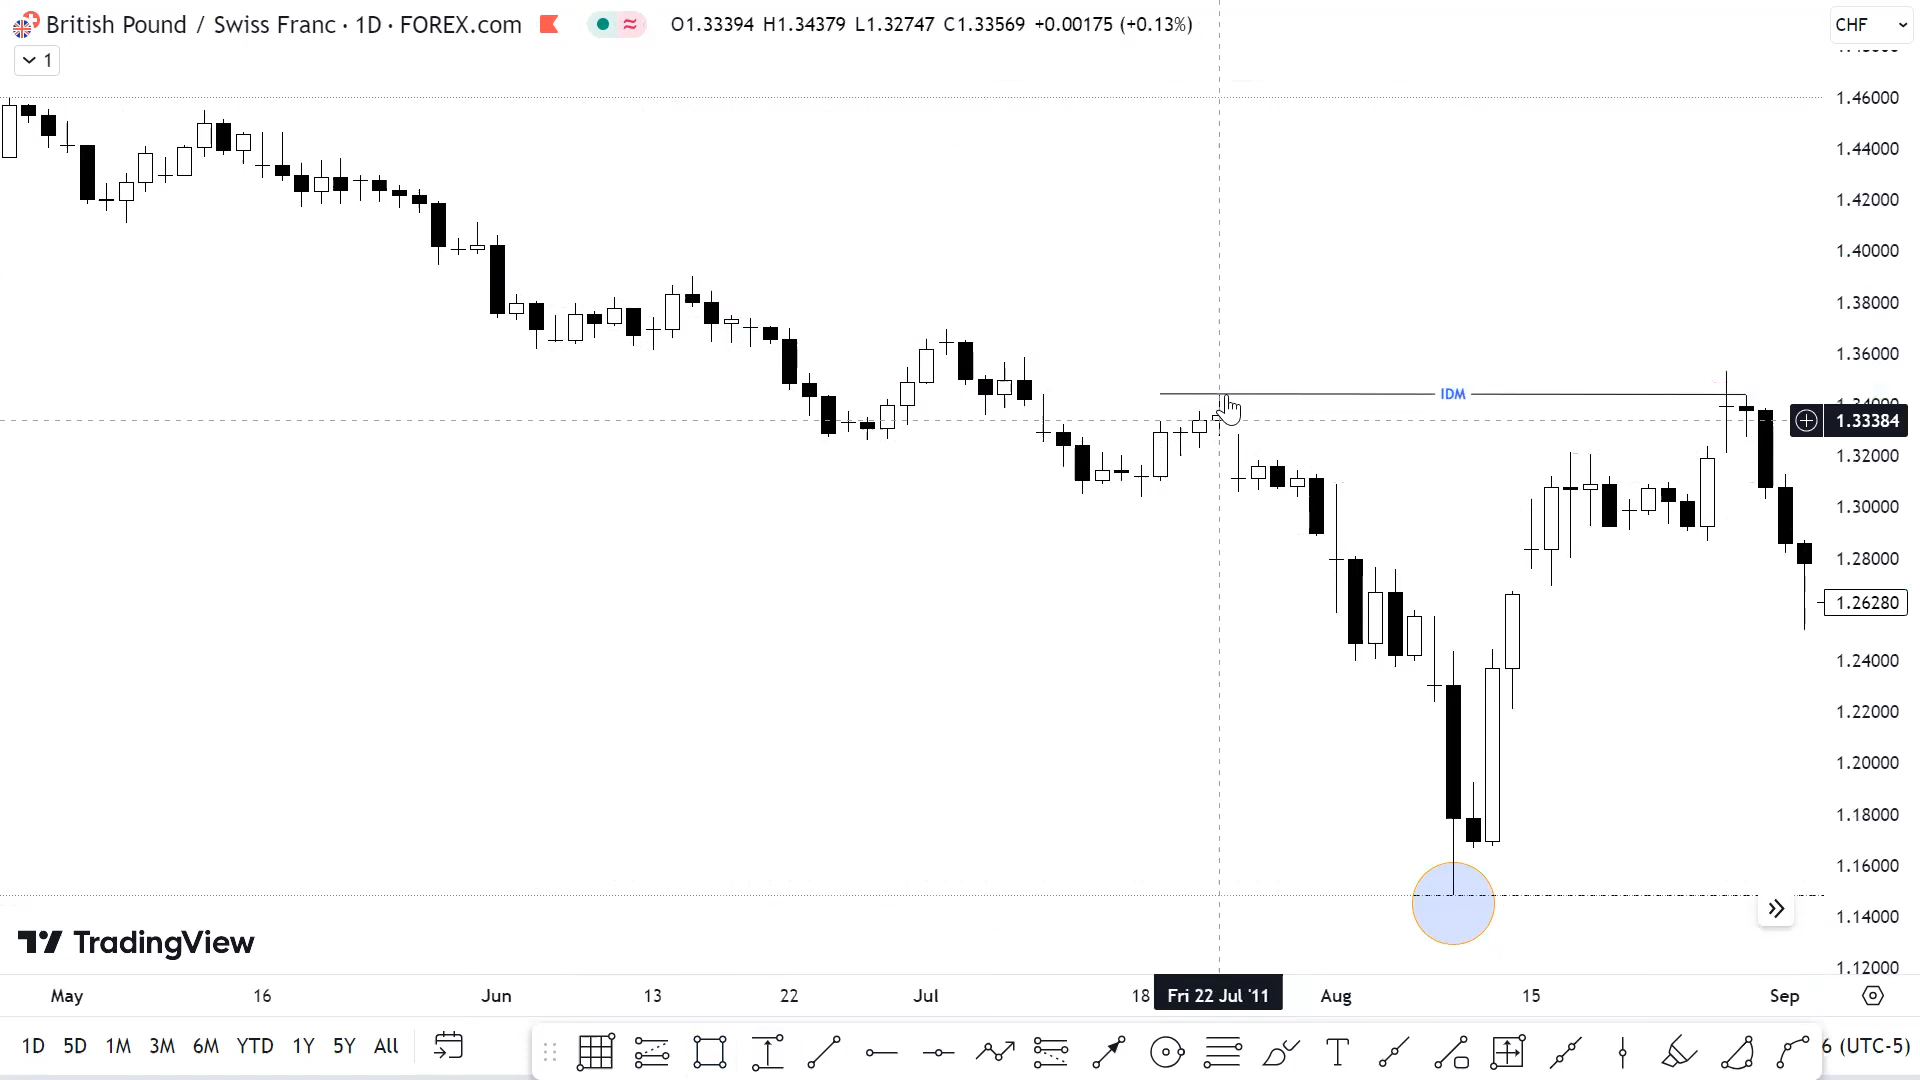 British Pound / Swiss Franc · 1D · FOREX.com O1.33394 H1.34379 L1.32747 C1.33569 +0.00175 (+0.13%)
CHF
1
1.46000
1.44000
1.42000
1.40000
1.38000
1.36000
IDM
1.34000
1.33384
1.32000
1.30000
1.28000
1.26280
1.24000
1.22000
1.20000
1.18000
1.16000
1.14000
TradingView
1.12000
May 16 Jun 13 22 Jul 18 Fri 22 Jul '11 Aug 15 Sep
1D 5D 1M 3M 6M YTD 1Y 5Y All
6 (UTC-5)